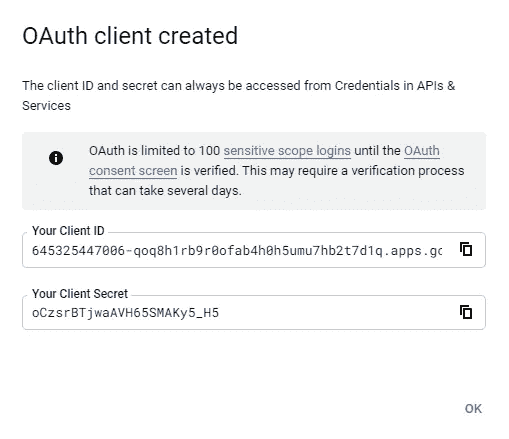 OAuth client created
The client ID and secret can always be accessed from Credentials in APIs &
Services
OAuth is limited to 100 sensitive scope logins until the OAuth
consent screen is verified. This may require a verification process
that can take several days.
Your Client ID
645325447006-qoq8h1rb9r0ofab4h0h5umu7hb2t7d1q.apps.gc
Your Client Secret
oCzsrBTjwaAVH65SMAKy5_H5
OK